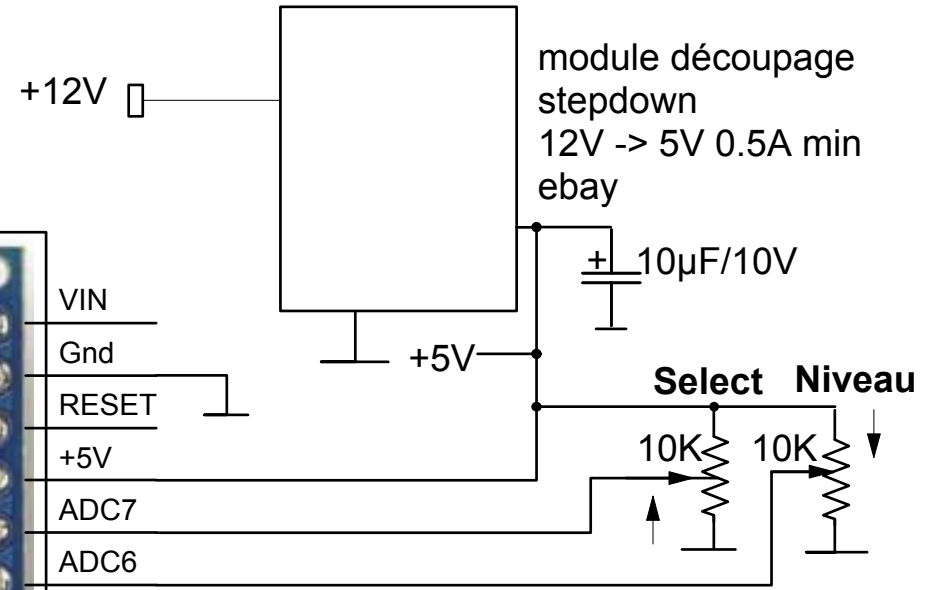 +12V
module découpage
stepdown
12V -> 5V 0.5A min
ebay
+ 10µF/10V
VIN
Gnd
RESET
+5V
+5V
Select Niveau
10K 10K
ADC7
ADC6